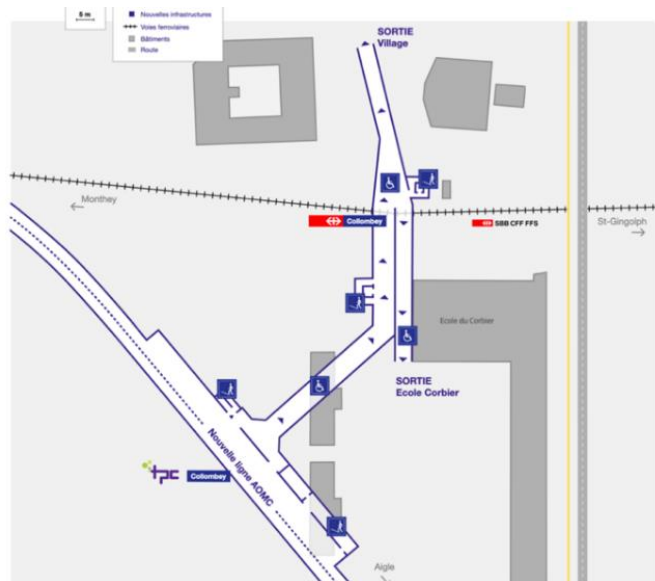 5 m
Nouvelles infrastructures
Voies ferroviaires
Bâtiments
Route
SORTIE
Village
Monthey
Collombey
SBB CFF FFS
St-Gingolph
Ecole du Corbier
SORTIE
Ecole Corbier
Nouvelle ligne AOMC
tpc
Collombey
Aigle